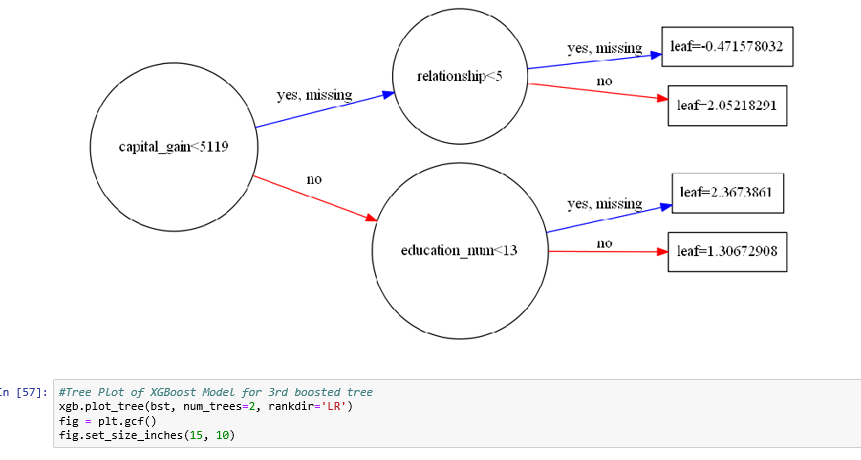 yes, missing
leaf=-0.471578032
relationship<5
no
yes, missing
leaf=2.05218291
capital_gain<5119
no
yes, missing
leaf=2.3673861
education_num<13
no
leaf=1.30672908
In [57]: #Tree Plot of XGBoost Model for 3rd boosted tree
xgb.plot_tree(bst, num_trees=2, rankdir='LR')
fig = plt.gcf()
fig.set_size_inches(15, 10)